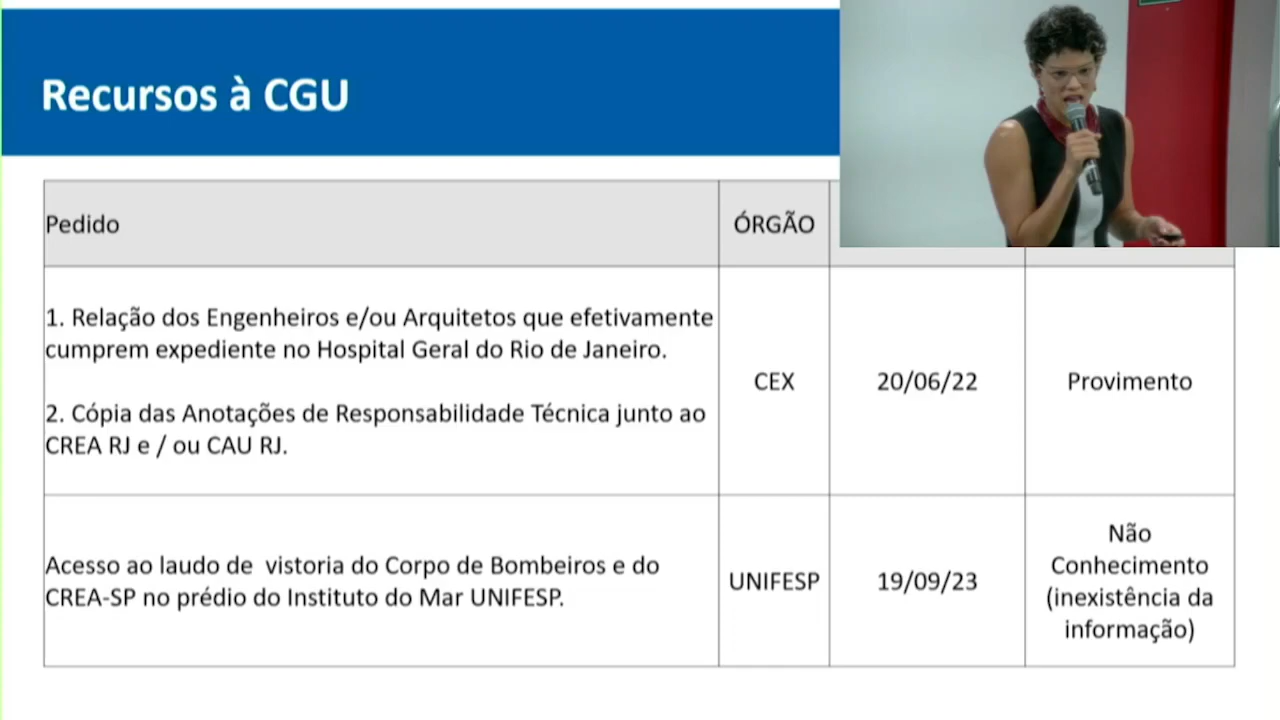 Recursos à CGU
Pedido
ÓRGÃO
1. Relação dos Engenheiros e/ou Arquitetos que efetivamente
cumprem expediente no Hospital Geral do Rio de Janeiro.
2. Cópia das Anotações de Responsabilidade Técnica junto ao
CREA RJ e / ou CAU RJ.
CEX
20/06/22
Provimento
Acesso ao laudo de  vistoria do Corpo de Bombeiros e do
CREA-SP no prédio do Instituto do Mar UNIFESP.
UNIFESP
19/09/23
Não
Conhecimento
(inexistência da
informação)